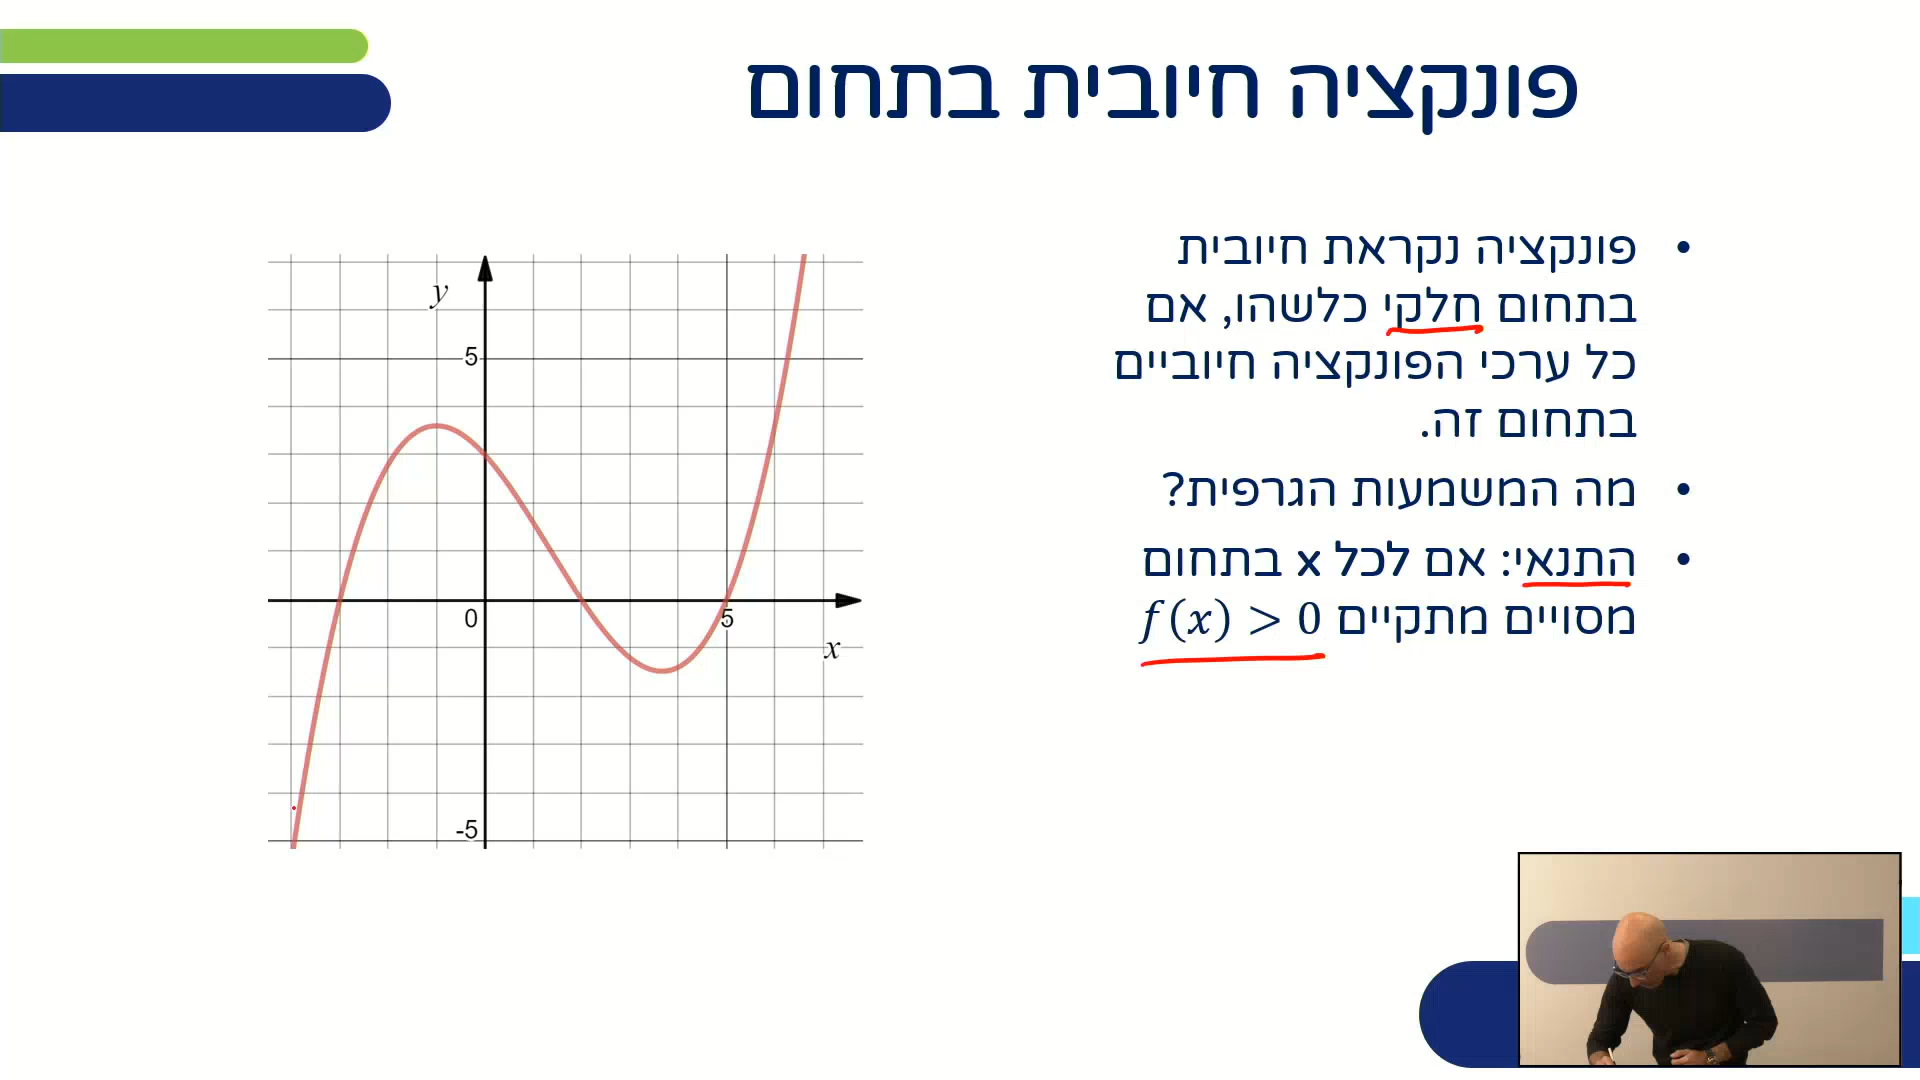 פונקציה חיובית בתחום
• פונקציה נקראת חיובית
בתחום חלקי כלשהו, אם
כל ערכי הפונקציה חיוביים
בתחום זה.
• מה המשמעות הגרפית?
• התנאי: אם לכל x בתחום
מסויים מתקיים f(x) > 0
y
5
0
5
x
-5